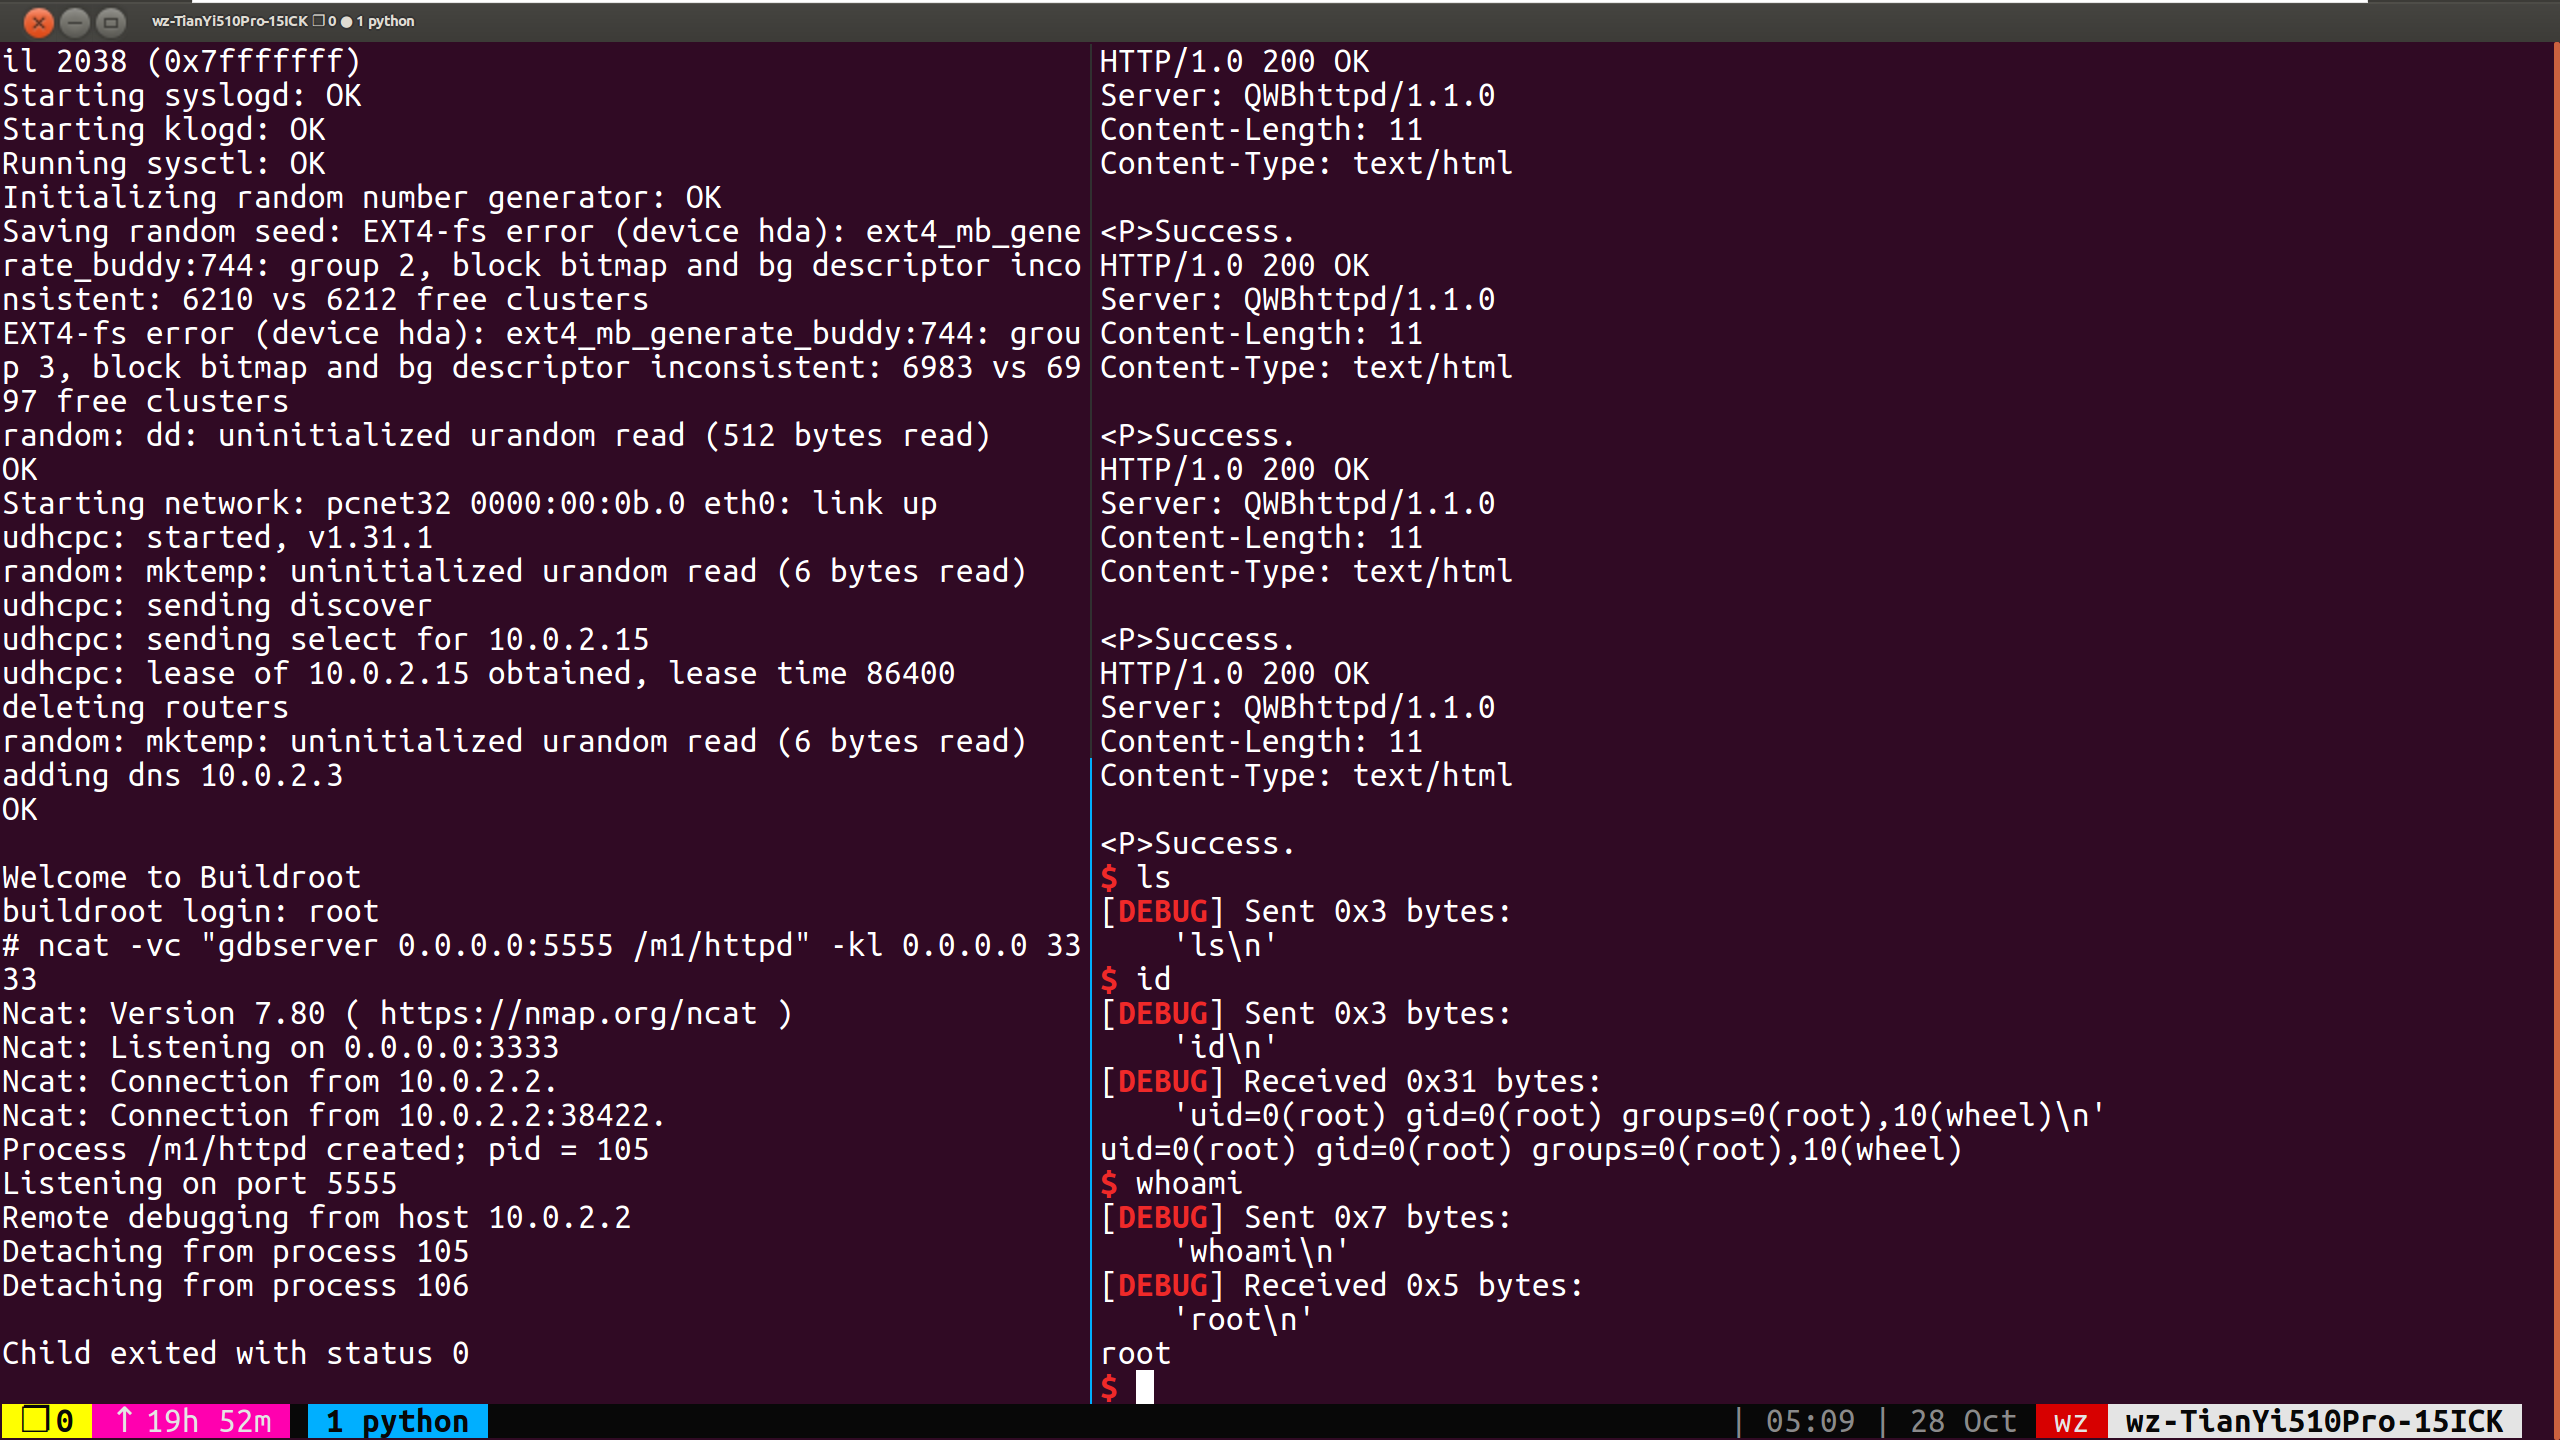 wz-TianYi510Pro-15ICK ❐ 0 ● 1 python
il 2038 (0x7fffffff)
Starting syslogd: OK
Starting klogd: OK
Running sysctl: OK
Initializing random number generator: OK
Saving random seed: EXT4-fs error (device hda): ext4_mb_gene
rate_buddy:744: group 2, block bitmap and bg descriptor inco
nsistent: 6210 vs 6212 free clusters
EXT4-fs error (device hda): ext4_mb_generate_buddy:744: grou
p 3, block bitmap and bg descriptor inconsistent: 6983 vs 69
97 free clusters
random: dd: uninitialized urandom read (512 bytes read)
OK
Starting network: pcnet32 0000:00:0b.0 eth0: link up
udhcpc: started, v1.31.1
random: mktemp: uninitialized urandom read (6 bytes read)
udhcpc: sending discover
udhcpc: sending select for 10.0.2.15
udhcpc: lease of 10.0.2.15 obtained, lease time 86400
deleting routers
random: mktemp: uninitialized urandom read (6 bytes read)
adding dns 10.0.2.3
OK
Welcome to Buildroot
buildroot login: root
# ncat -vc "gdbserver 0.0.0.0:5555 /m1/httpd" -kl 0.0.0.0 33
33
Ncat: Version 7.80 ( https://nmap.org/ncat )
Ncat: Listening on 0.0.0.0:3333
Ncat: Connection from 10.0.2.2.
Ncat: Connection from 10.0.2.2:38422.
Process /m1/httpd created; pid = 105
Listening on port 5555
Remote debugging from host 10.0.2.2
Detaching from process 105
Detaching from process 106
Child exited with status 0
HTTP/1.0 200 OK
Server: QWBhttpd/1.1.0
Content-Length: 11
Content-Type: text/html
<P>Success.
HTTP/1.0 200 OK
Server: QWBhttpd/1.1.0
Content-Length: 11
Content-Type: text/html
<P>Success.
HTTP/1.0 200 OK
Server: QWBhttpd/1.1.0
Content-Length: 11
Content-Type: text/html
<P>Success.
HTTP/1.0 200 OK
Server: QWBhttpd/1.1.0
Content-Length: 11
Content-Type: text/html
<P>Success.
$ ls
[DEBUG] Sent 0x3 bytes:
'ls\n'
$ id
[DEBUG] Sent 0x3 bytes:
'id\n'
[DEBUG] Received 0x31 bytes:
'uid=0(root) gid=0(root) groups=0(root),10(wheel)\n'
uid=0(root) gid=0(root) groups=0(root),10(wheel)
$ whoami
[DEBUG] Sent 0x7 bytes:
'whoami\n'
[DEBUG] Received 0x5 bytes:
'root\n'
root
$
❐ 0 ↑ 19h 52m 1 python | 05:09 | 28 Oct wz wz-TianYi510Pro-15ICK